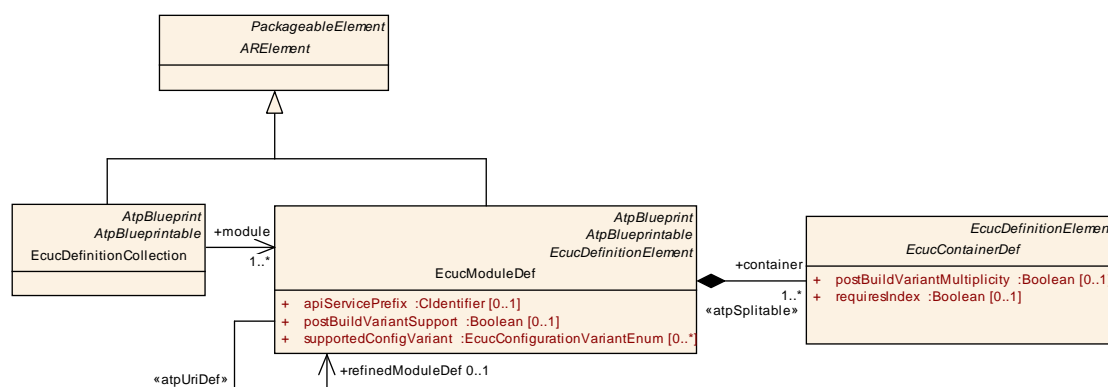 PackageableElement
ARElement
AtpBlueprint
AtpBlueprintable
EcucDefinitionCollection
+module
1..*
AtpBlueprint
AtpBlueprintable
EcucDefinitionElement
EcucModuleDef
+ apiServicePrefix :CIdentifier [0..1]
+ postBuildVariantSupport :Boolean [0..1]
+ supportedConfigVariant :EcucConfigurationVariantEnum [0..*]
+container
1..*
«atpSplitable»
EcucDefinitionElement
EcucContainerDef
+ postBuildVariantMultiplicity :Boolean [0..1]
+ requiresIndex :Boolean [0..1]
«atpUriDef»
+refinedModuleDef 0..1